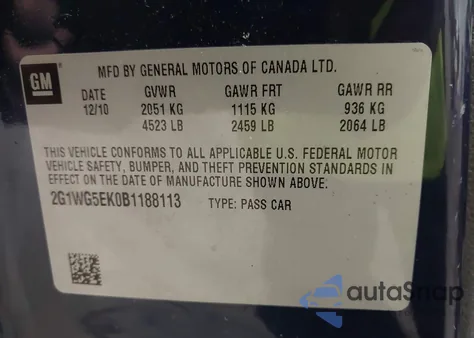 GM
MFD BY GENERAL MOTORS OF CANADA LTD.
DATE GVWR GAWR FRT GAWR RR
12/10 2051 KG 1115 KG 936 KG
4523 LB 2459 LB 2064 LB
THIS VEHICLE CONFORMS TO ALL APPLICABLE U.S. FEDERAL MOTOR
VEHICLE SAFETY, BUMPER, AND THEFT PREVENTION STANDARDS IN
EFFECT ON THE DATE OF MANUFACTURE SHOWN ABOVE.
2G1WG5EK0B1188113 TYPE: PASS CAR
autoSnap